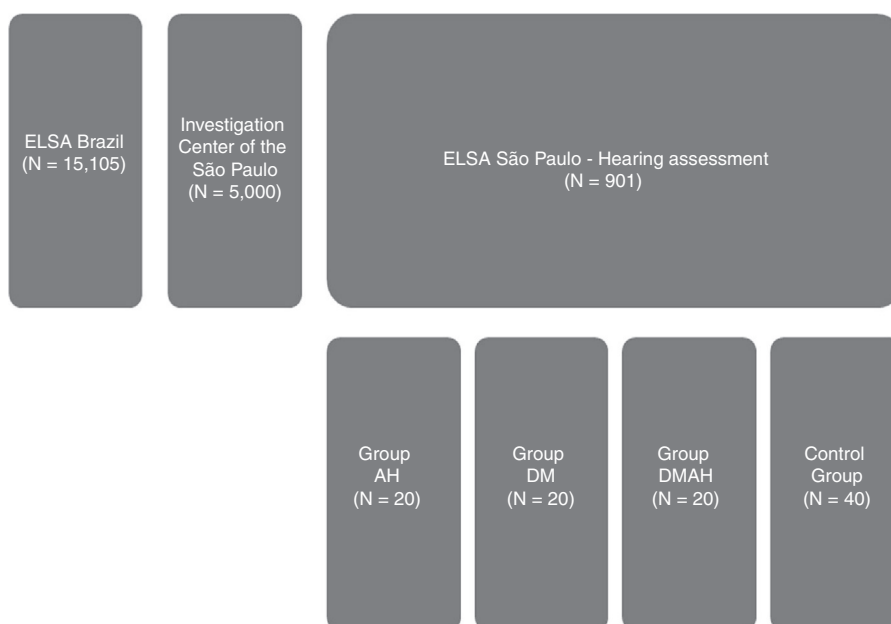 ELSA Brazil
(N = 15,105)
Investigation
Center of the
São Paulo
(N = 5,000)
ELSA São Paulo - Hearing assessment
(N = 901)
Group
AH
(N = 20)
Group
DM
(N = 20)
Group
DMAH
(N = 20)
Control
Group
(N = 40)